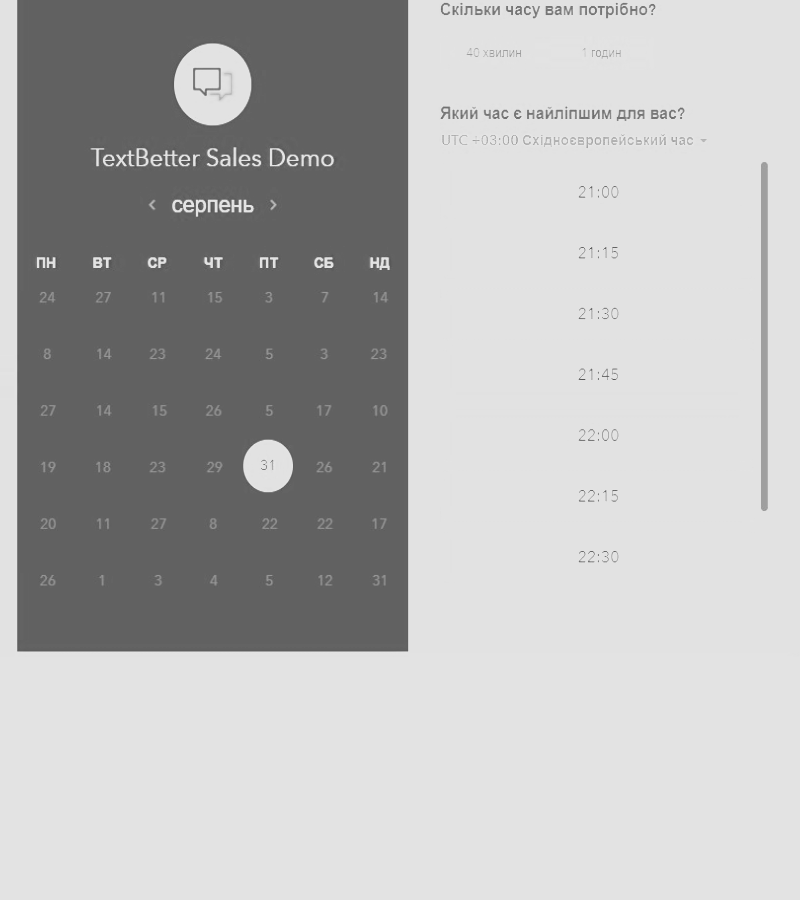 TextBetter Sales Demo
серпень
ПН ВТ СР ЧТ ПТ СБ НД
24 27 11 15 3 7 14
8 14 23 24 5 3 23
27 14 15 26 5 17 10
19 18 23 29 31 26 21
20 11 27 8 22 22 17
26 1 3 4 5 12 31
Скільки часу вам потрібно?
40 хвилин 1 годин
Який час є найліпшим для вас?
UTC +03:00 Східноєвропейський час
21:00
21:15
21:30
21:45
22:00
22:15
22:30